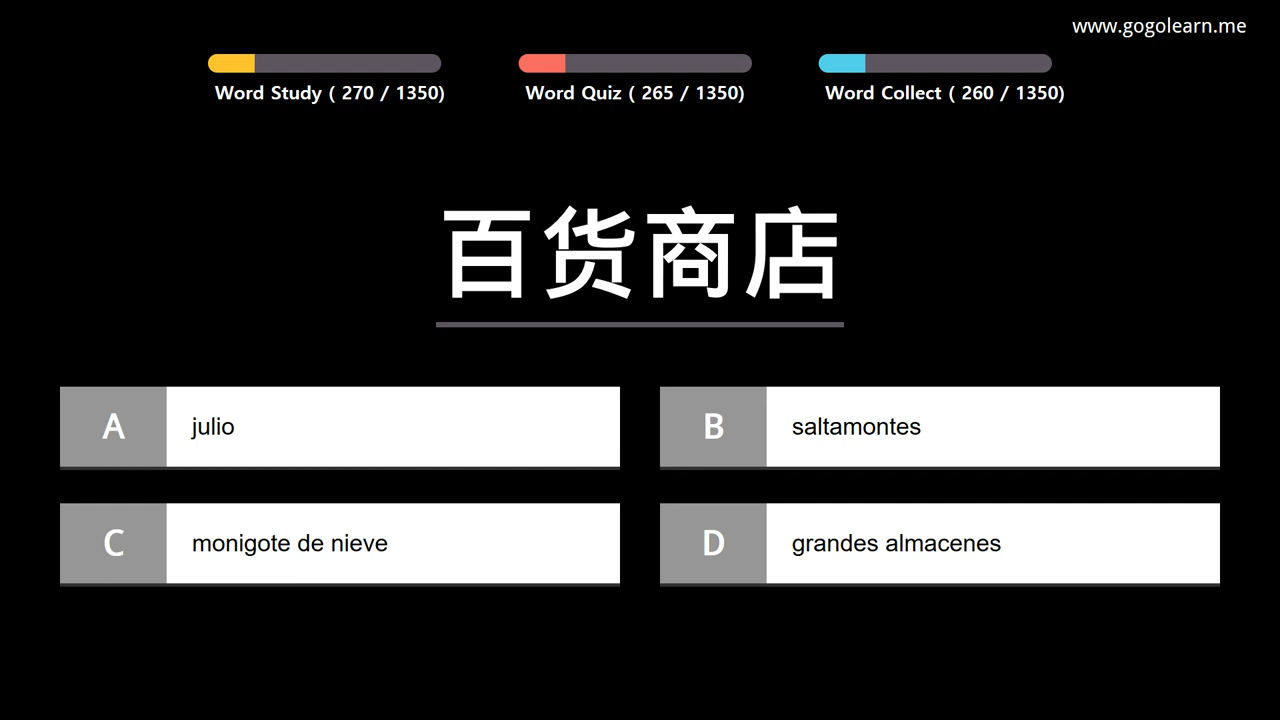 www.gogolearn.me
Word Study ( 270 / 1350)
Word Quiz ( 265 / 1350)
Word Collect ( 260 / 1350)
百货商店
A julio
B saltamontes
C monigote de nieve
D grandes almacenes